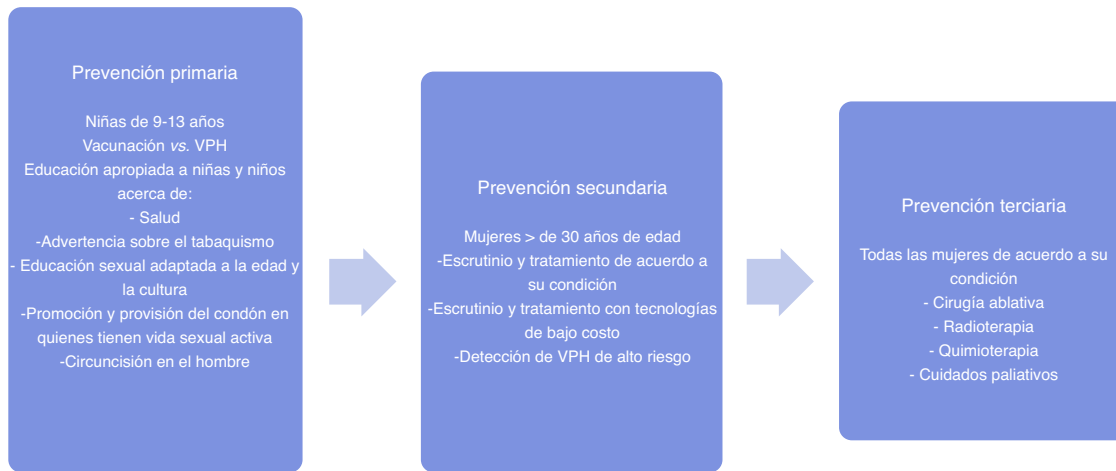 Prevención primaria
Niñas de 9-13 años
Vacunación vs. VPH
Educación apropiada a niñas y niños
acerca de:
- Salud
-Advertencia sobre el tabaquismo
- Educación sexual adaptada a la edad y
la cultura
-Promoción y provisión del condón en
quienes tienen vida sexual activa
-Circuncisión en el hombre
Prevención secundaria
Mujeres > de 30 años de edad
-Escrutinio y tratamiento de acuerdo a
su condición
-Escrutinio y tratamiento con tecnologías
de bajo costo
-Detección de VPH de alto riesgo
Prevención terciaria
Todas las mujeres de acuerdo a su
condición
- Cirugía ablativa
- Radioterapia
- Quimioterapia
- Cuidados paliativos